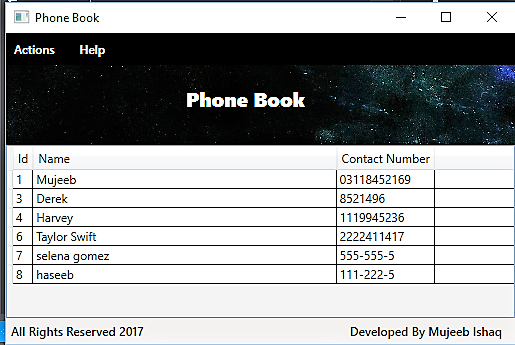 Phone Book
Actions Help
Phone Book
Id Name Contact Number
1 Mujeeb 03118452169
3 Derek 8521496
4 Harvey 1119945236
6 Taylor Swift 2222411417
7 selena gomez 555-555-5
8 haseeb 111-222-5
All Rights Reserved 2017 Developed By Mujeeb Ishaq